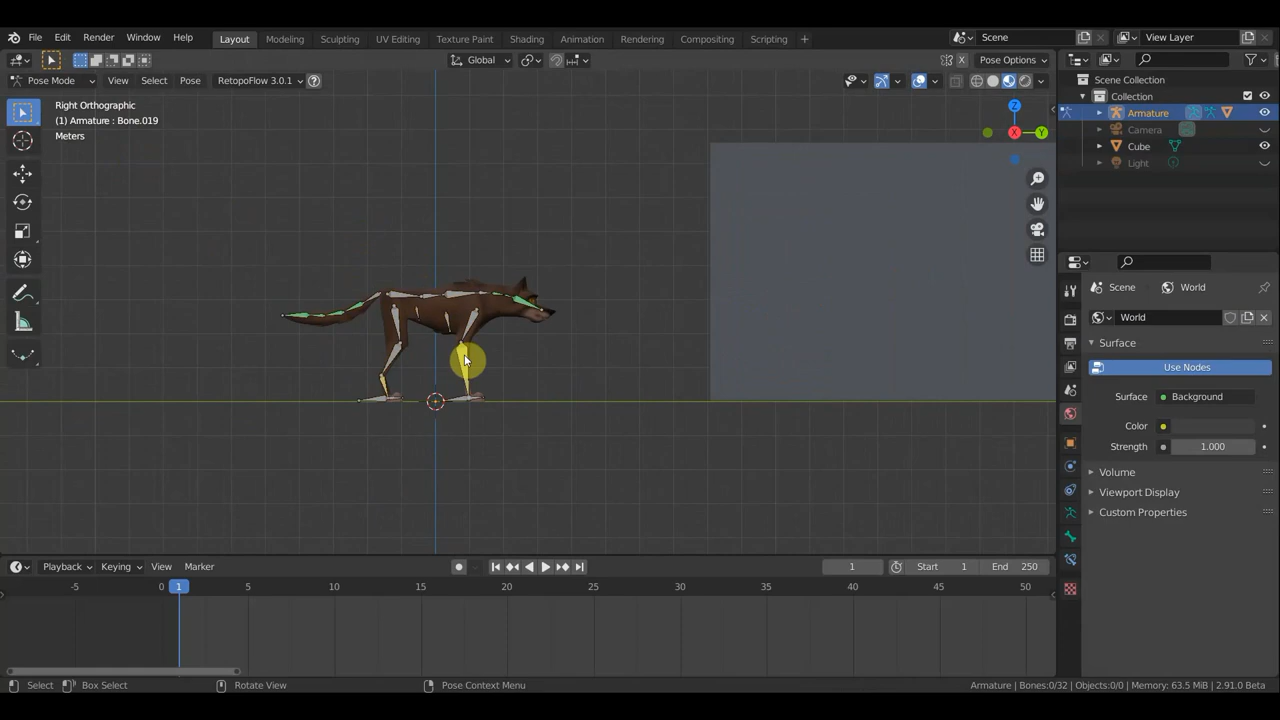 File Edit Render Window Help Layout Modeling Sculpting UV Editing Texture Paint Shading Animation Rendering Compositing Scripting + Scene View Layer
Global Pose Options
Pose Mode View Select Pose RetopoFlow 3.0.1 ?
Right Orthographic
(1) Armature : Bone.019
Meters
Z
Y
X
Scene Collection
Collection
Armature
Camera
Cube
Light
Scene World
World
Surface
Use Nodes
Surface Background
Color
Strength 1.000
Volume
Viewport Display
Custom Properties
Playback Keying View Marker 1 Start 1 End 250
-5 0 1 5 10 15 20 25 30 35 40 45 50
Select Box Select Rotate View Pose Context Menu Armature | Bones:0/32 | Objects:0/0 | Memory: 63.5 MiB | 2.91.0 Beta